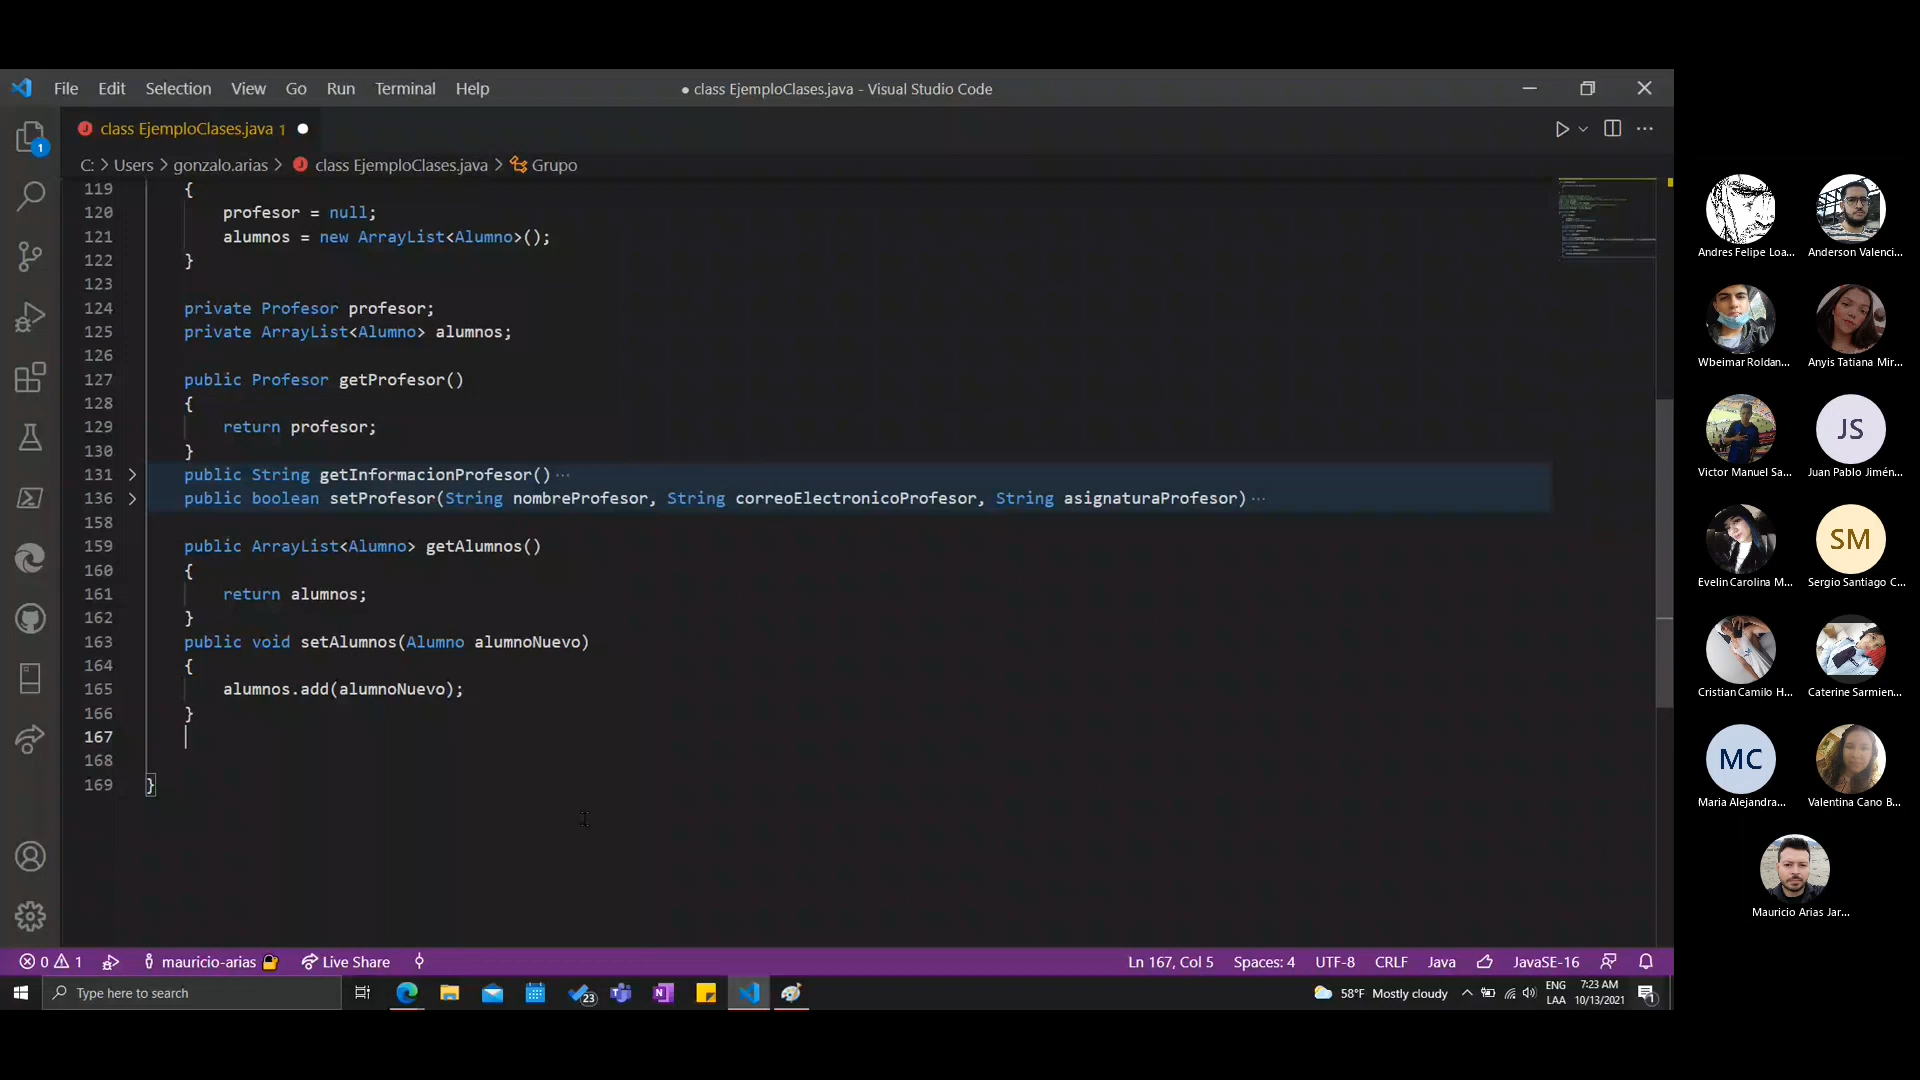 File Edit Selection View Go Run Terminal Help
● class EjemploClases.java - Visual Studio Code
class EjemploClases.java 1
C: > Users > gonzalo.arias > class EjemploClases.java > Grupo
119 {
120 profesor = null;
121 alumnos = new ArrayList<Alumno>();
122 }
123
124 private Profesor profesor;
125 private ArrayList<Alumno> alumnos;
126
127 public Profesor getProfesor()
128 {
129 return profesor;
130 }
131 > public String getInformacionProfesor() ···
136 > public boolean setProfesor(String nombreProfesor, String correoElectronicoProfesor, String asignaturaProfesor) ···
158
159 public ArrayList<Alumno> getAlumnos()
160 {
161 return alumnos;
162 }
163 public void setAlumnos(Alumno alumnoNuevo)
164 {
165 alumnos.add(alumnoNuevo);
166 }
167
168
169 }
1
0 1 mauricio-arias Live Share
Ln 167, Col 5 Spaces: 4 UTF-8 CRLF Java JavaSE-16
Type here to search
23
58°F Mostly cloudy
ENG
LAA
7:23 AM
10/13/2021
1
Andres Felipe Loa...
Anderson Valenci...
Wbeimar Roldan...
Anyis Tatiana Mir...
JS
Victor Manuel Sa...
Juan Pablo Jimén...
SM
Evelin Carolina M...
Sergio Santiago C...
Cristian Camilo H...
Caterine Sarmien...
MC
Maria Alejandra...
Valentina Cano B...
Mauricio Arias Jar...